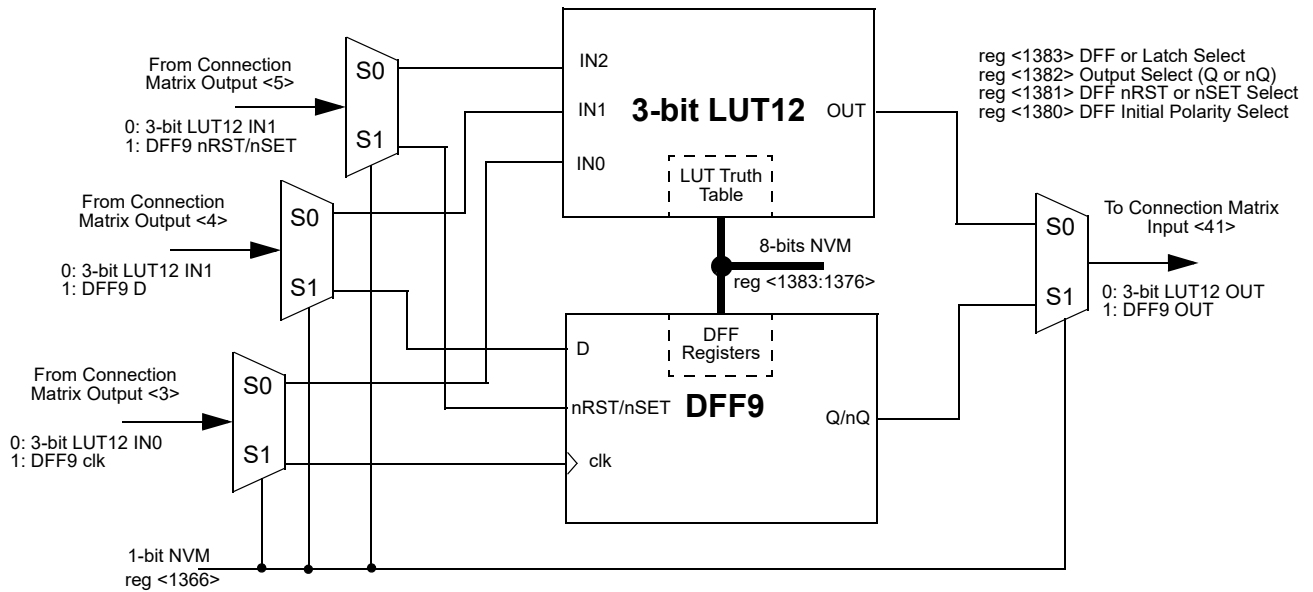 From Connection
Matrix Output <5>
0: 3-bit LUT12 IN1
1: DFF9 nRST/nSET
S0
S1
From Connection
Matrix Output <4>
0: 3-bit LUT12 IN1
1: DFF9 D
S0
S1
From Connection
Matrix Output <3>
0: 3-bit LUT12 IN0
1: DFF9 clk
S0
S1
1-bit NVM
reg <1366>
IN2
IN1
IN0
3-bit LUT12
OUT
LUT Truth
Table
8-bits NVM
reg <1383:1376>
DFF
Registers
D
nRST/nSET
clk
DFF9
Q/nQ
reg <1383> DFF or Latch Select
reg <1382> Output Select (Q or nQ)
reg <1381> DFF nRST or nSET Select
reg <1380> DFF Initial Polarity Select
S0
S1
To Connection Matrix
Input <41>
0: 3-bit LUT12 OUT
1: DFF9 OUT